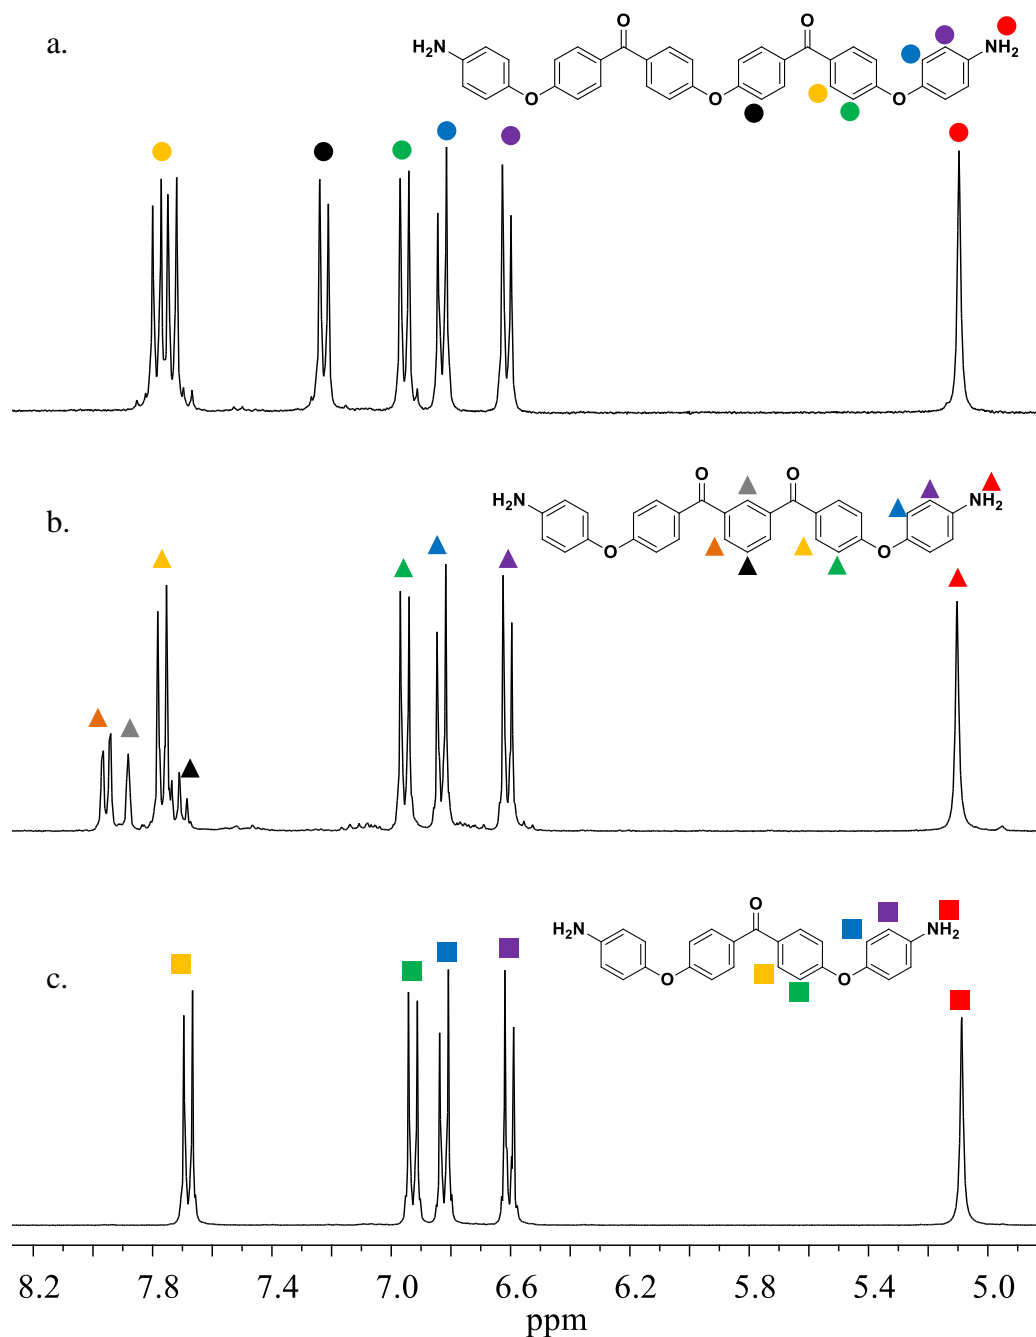 a.
O O
H2N NH2
O O O
b.
O O
H2N NH2
O O
c.
O
H2N NH2
O O
8.2 7.8 7.4 7.0 6.6 6.2 5.8 5.4 5.0
ppm